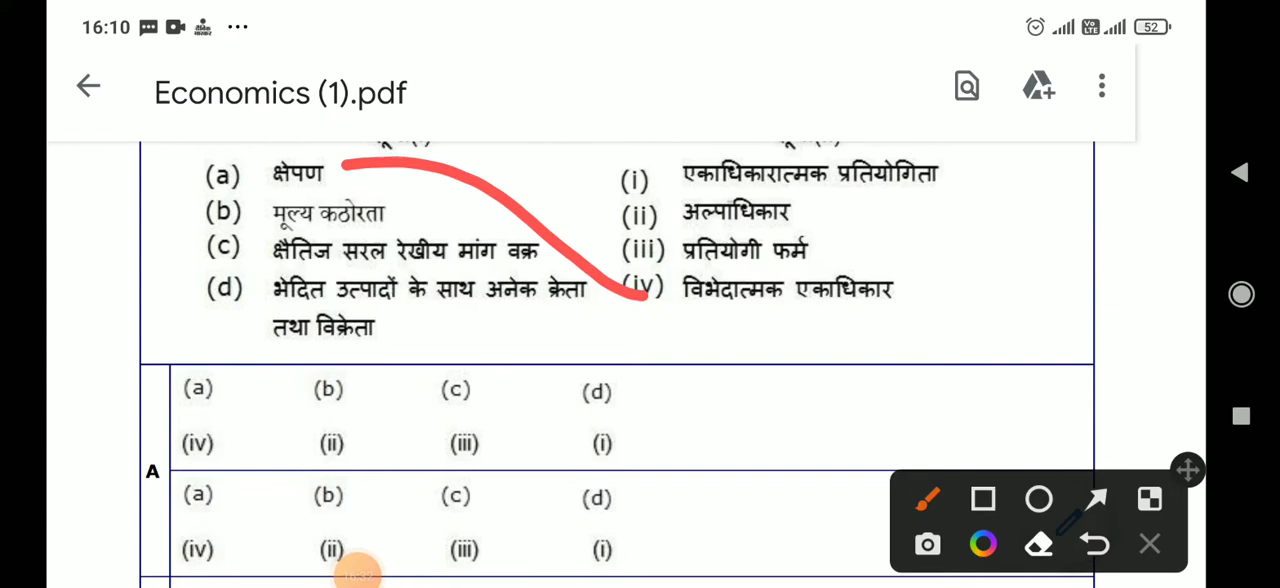 16:10
52
Economics (1).pdf
(a) क्षेपण (i) एकाधिकारात्मक प्रतियोगिता
(b) मूल्य कठोरता (ii) अल्पाधिकार
(c) क्षैतिज सरल रेखीय मांग वक्र (iii) प्रतियोगी फर्म
(d) भेदित उत्पादों के साथ अनेक क्रेता (iv) विभेदात्मक एकाधिकार
तथा विक्रेता
(a) (b) (c) (d)
(iv) (ii) (iii) (i)
A
(a) (b) (c) (d)
(iv) (ii) (iii) (i)